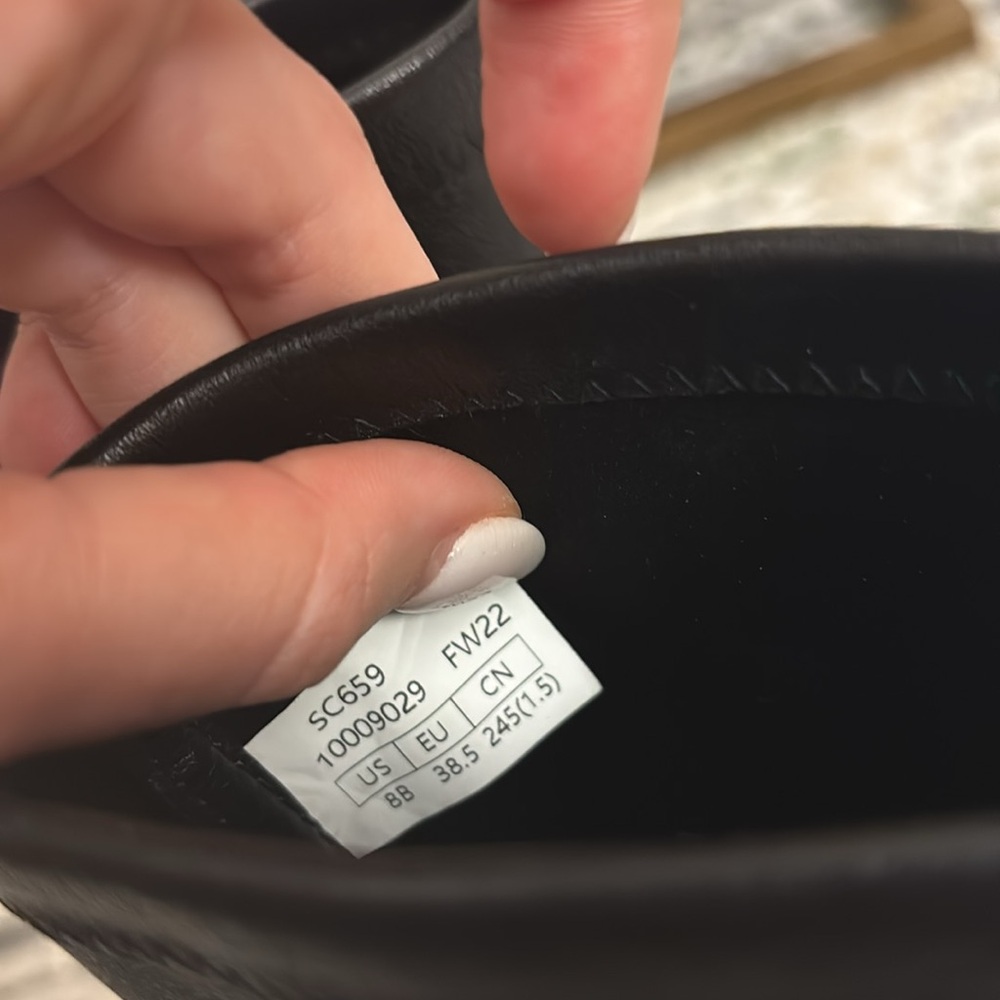 SC659 FW22
10009029
US EU CN
8B 38.5 245(1.5)